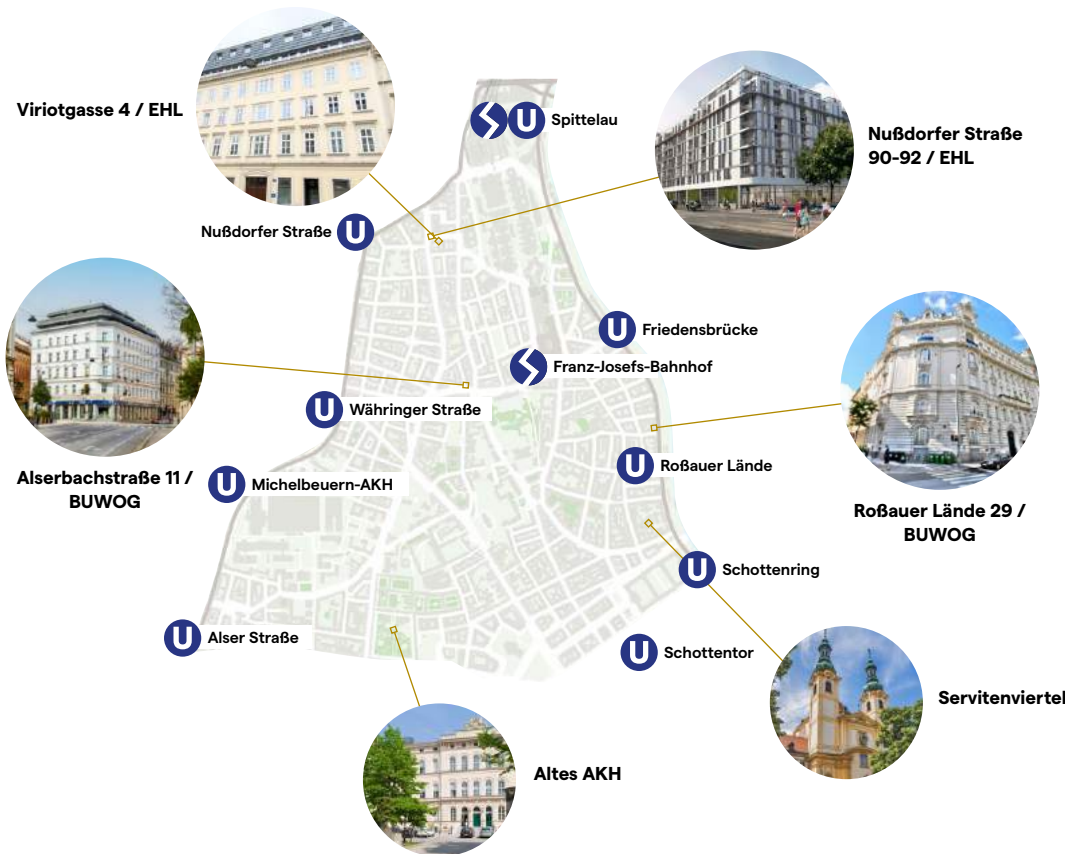 Viriotgasse 4 / EHL
U
Spittelau
Nußdorfer Straße
90-92 / EHL
Nußdorfer Straße
U
U
Friedensbrücke
Franz-Josefs-Bahnhof
U
Währinger Straße
Alserbachstraße 11 /
BUWOG
U
Michelbeuern-AKH
U
Roßauer Lände
Roßauer Lände 29 /
BUWOG
U
Schottenring
U
Alser Straße
U
Schottentor
Servitenviertel
Altes AKH